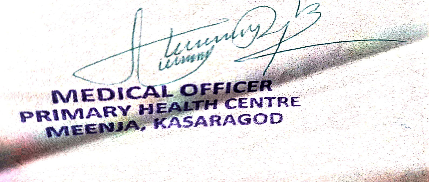 MEDICAL OFFICER
PRIMARY HEALTH CENTRE
MEENJA, KASARAGOD